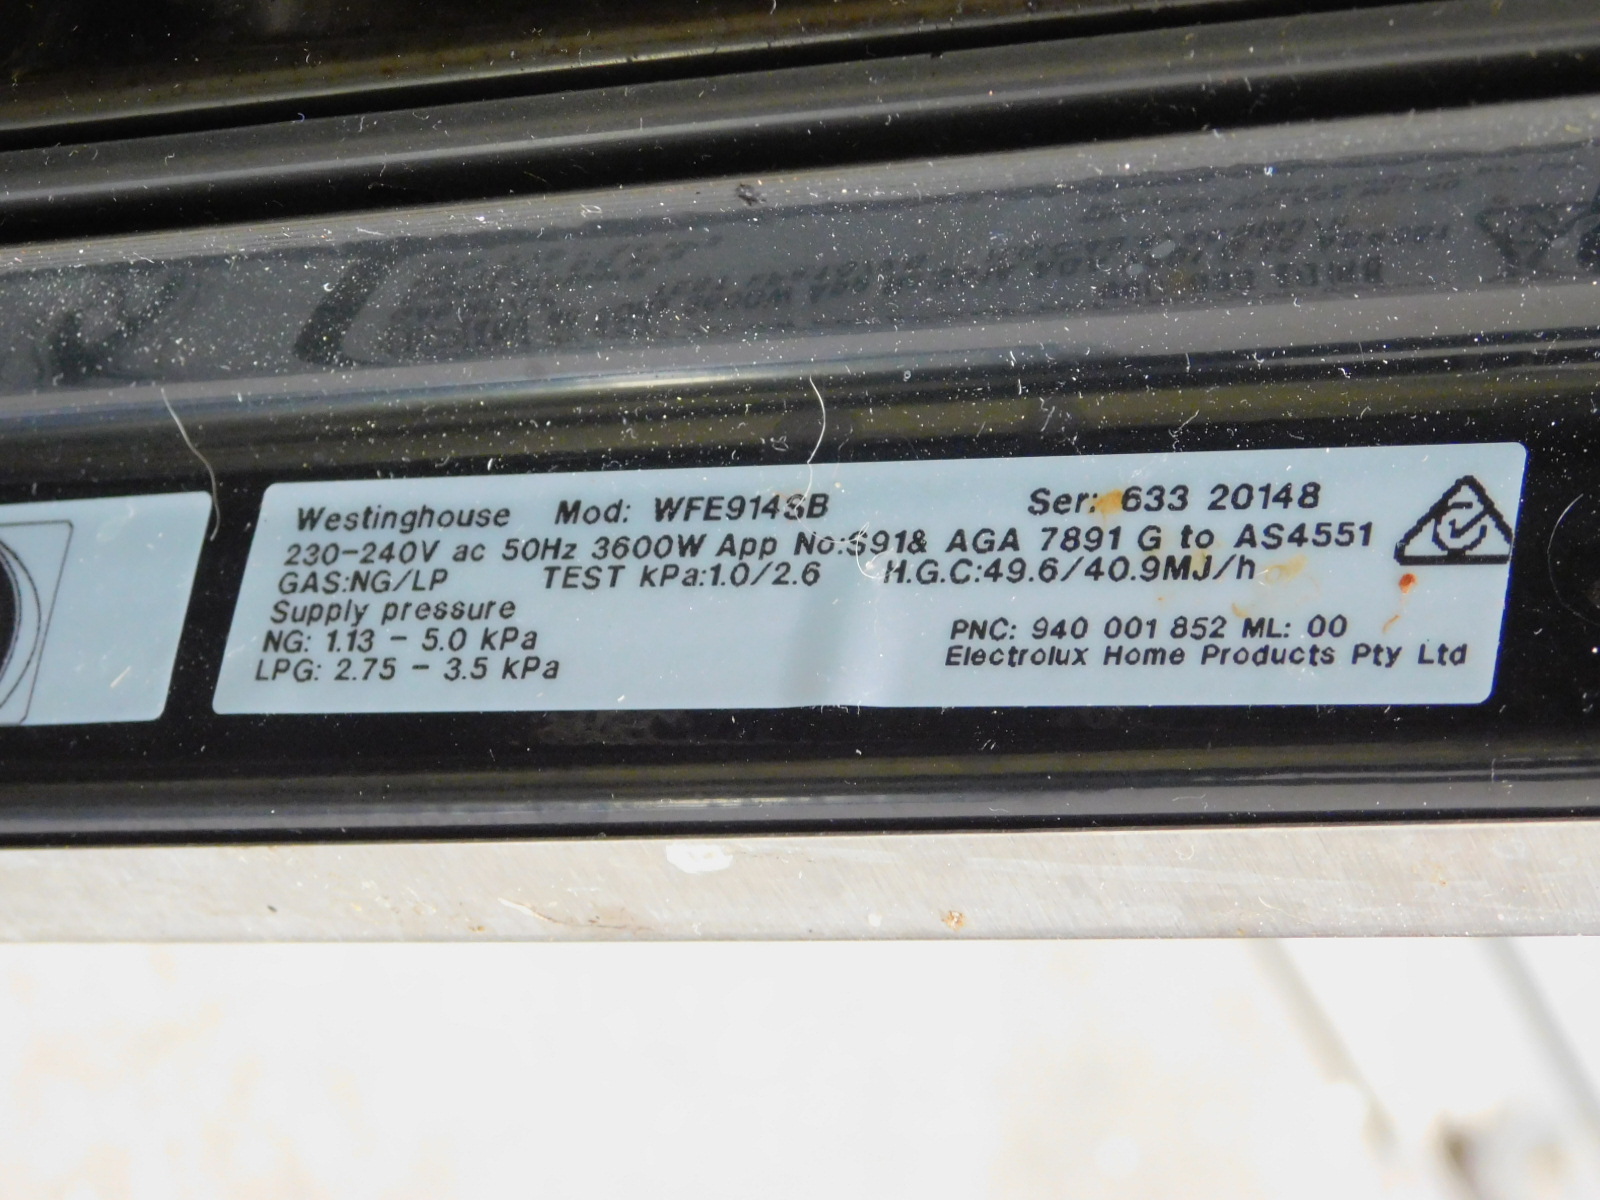 Westinghouse Mod: WFE914SB Ser: 633 20148
230-240V ac 50Hz 3600W App No:S91& AGA 7891 G to AS4551
GAS:NG/LP TEST kPa:1.0/2.6 H.G.C:49.6/40.9MJ/h
Supply pressure
NG: 1.13 - 5.0 kPa
LPG: 2.75 - 3.5 kPa
PNC: 940 001 852 ML: 00
Electrolux Home Products Pty Ltd